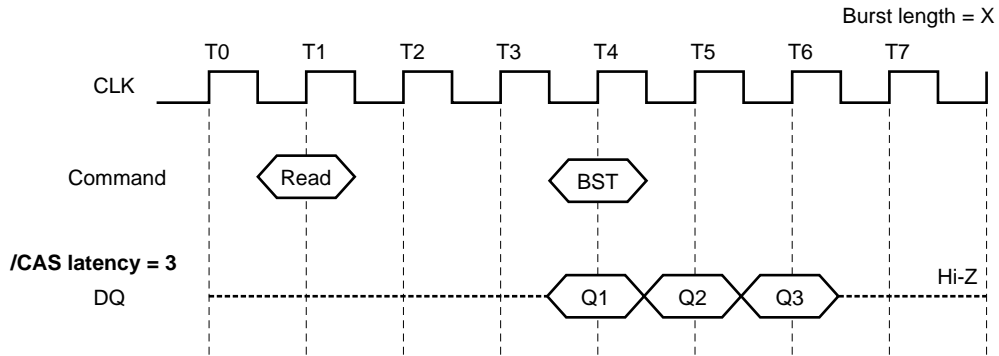 Burst length = X
T0 T1 T2 T3 T4 T5 T6 T7
CLK
Command Read BST
/CAS latency = 3
Hi-Z
DQ Q1 Q2 Q3